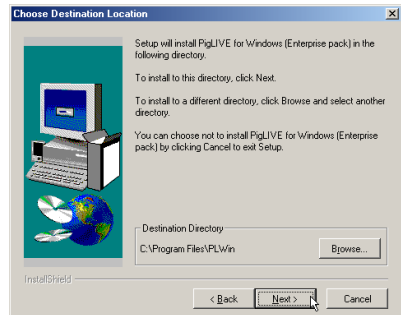 Choose Destination Location
Setup will install PigLIVE for Windows (Enterprise pack) in the
following directory.
To install to this directory, click Next.
To install to a different directory, click Browse and select another
directory.
You can choose not to install PigLIVE for Windows (Enterprise
pack) by clicking Cancel to exit Setup.
Destination Directory
C:\Program Files\PLWin
Browse...
InstallShield
< Back
Next >
Cancel